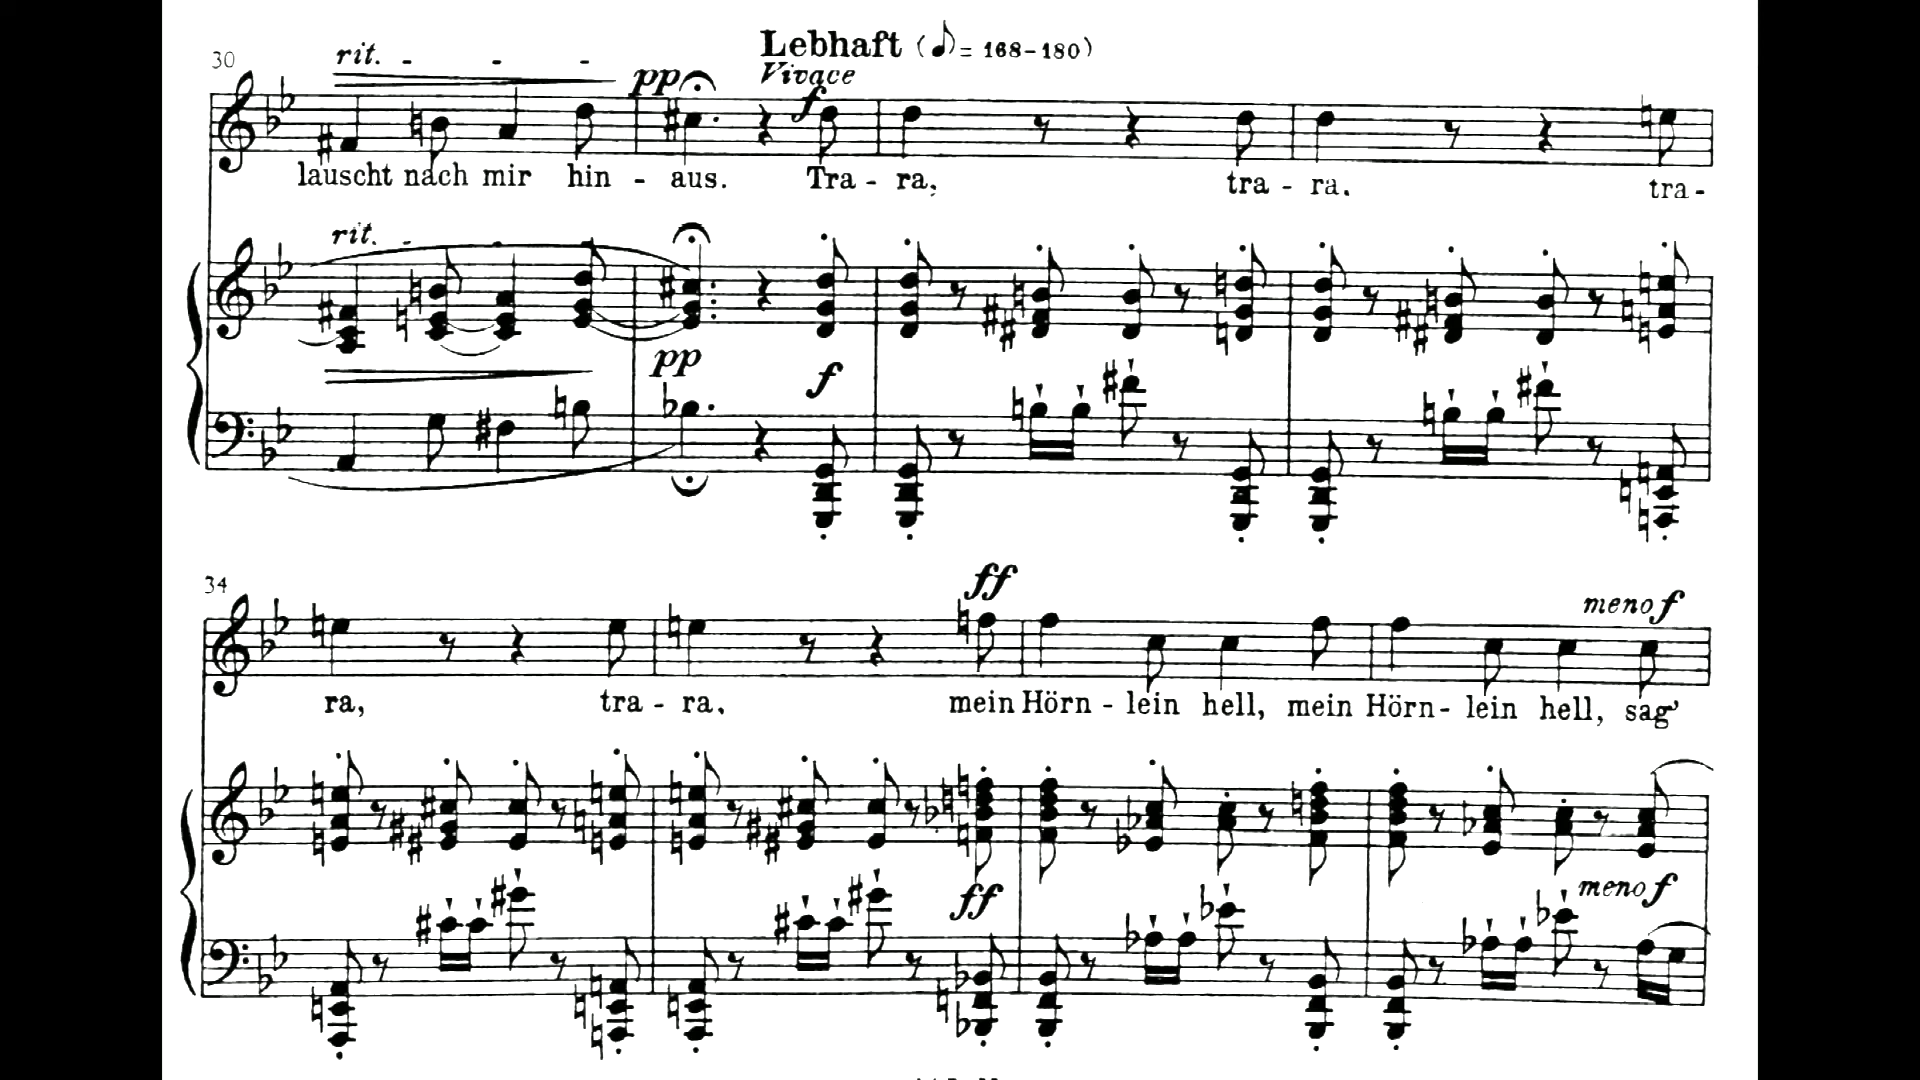 Lebhaft (♪= 168-180)
30 rit. - - - pp Vivace f
lauscht nach mir hin - aus. Tra - ra, tra - ra. tra -
rit. - - -
pp f
ff
34 meno f
ra, tra - ra. mein Hörn - lein hell, mein Hörn - lein hell, sag'
ff meno f